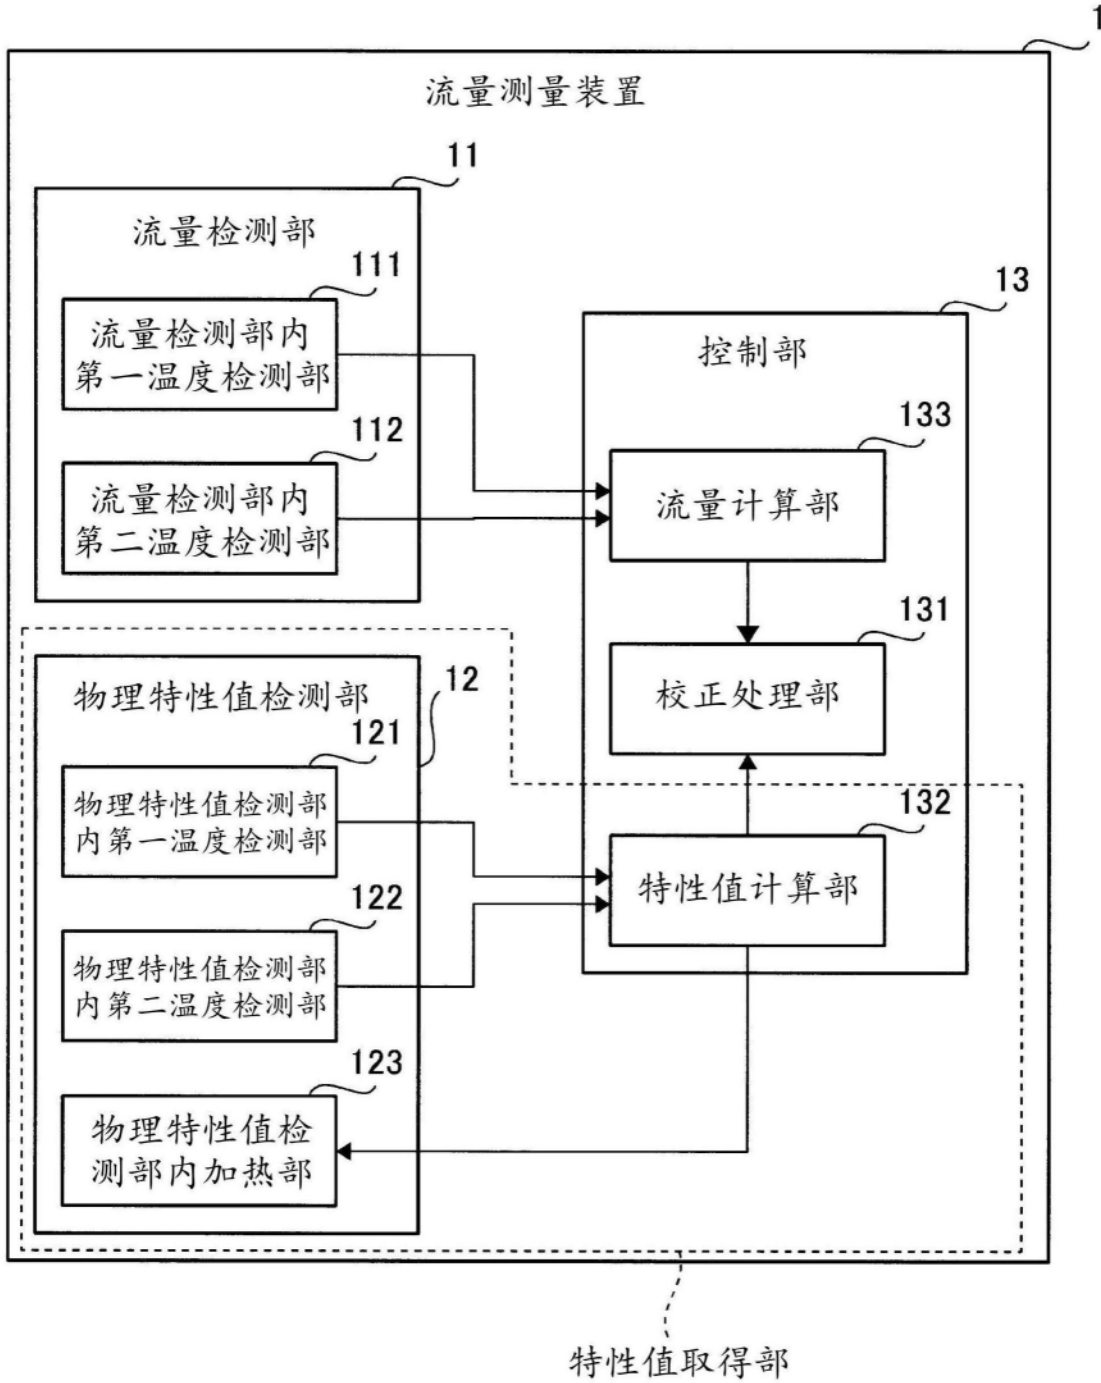 1
流量测量装置
11
流量检测部
111
流量检测部内
第一温度检测部
112
流量检测部内
第二温度检测部
13
控制部
133
流量计算部
131
校正处理部
132
特性值计算部
12
物理特性值检测部
121
物理特性值检测部
内第一温度检测部
122
物理特性值检测部
内第二温度检测部
123
物理特性值检
测部内加热部
特性值取得部